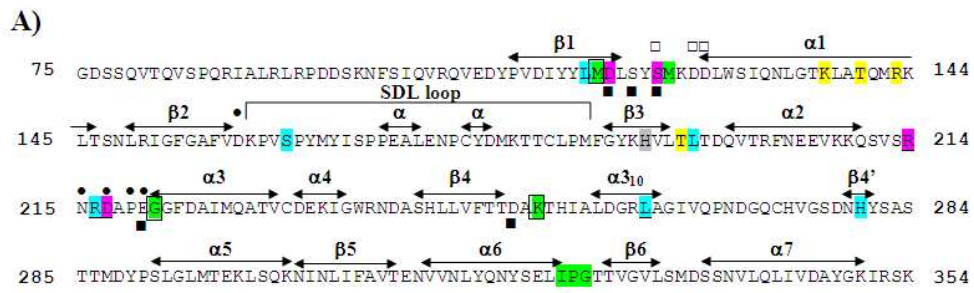 A)
β1 α1
75 GDSSQVTQVSPQRIALRLRPDDSKNFSIQVRQVEDYPVDIYYLMDLSYSMKDDLWSIQNLGTKLATQMRK 144
SDL loop
β2 α α β3 α2
145 LTSNLRIGFGAFVDKPVSPYMYISPPEALENPCYDMKTTCLPMFGYKHVLTLTDQVTRFNEEVKKQSVSR 214
α3 α4 β4 α3₁₀ β4’
215 NRDAPEGGFDAIMQATVCDEKIGWRNDASHLLVFTTDAKTHIALDGRLAGIVQPNDGQCHVGSDNHYSAS 284
α5 β5 α6 β6 α7
285 TTMDYPSLGLMTEKLSQKNINLIFAVTENVVNLYQNYSELIPGTTVGVLSMDSSNVLQLIVDAYGKIRSK 354